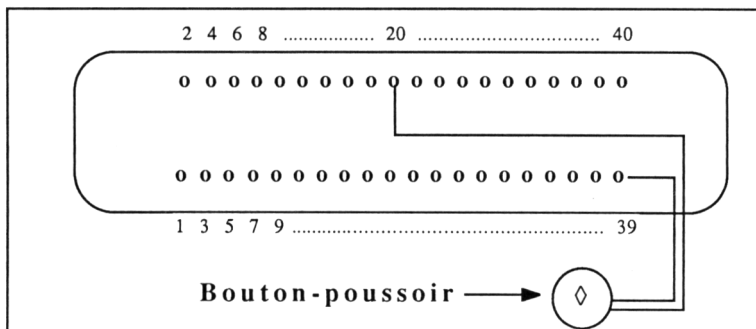 2 4 6 8 ................ 20 ................................ 40
o o o o o o o o o o o o o o o o o o o o
o o o o o o o o o o o o o o o o o o o o
1 3 5 7 9 ....................................................... 39
Bouton-poussoir